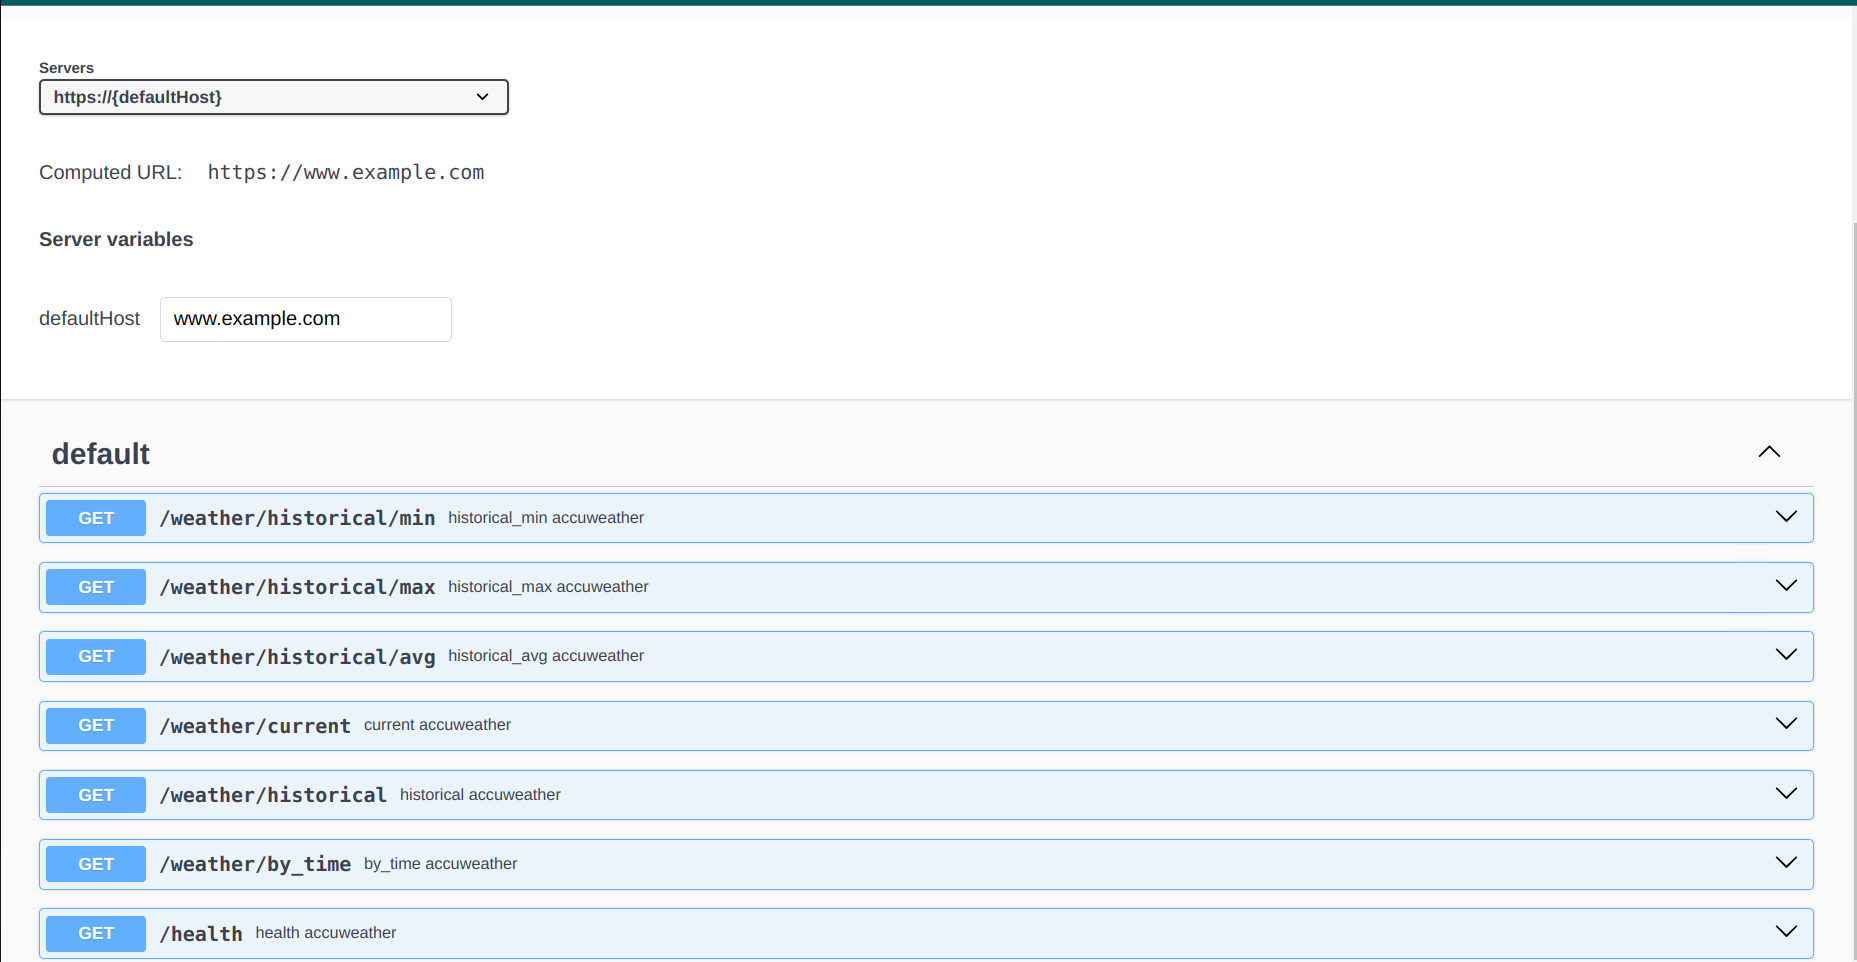 Servers
https://{defaultHost}
Computed URL: https://www.example.com
Server variables
defaultHost www.example.com
default
GET /weather/historical/min historical_min accuweather
GET /weather/historical/max historical_max accuweather
GET /weather/historical/avg historical_avg accuweather
GET /weather/current current accuweather
GET /weather/historical historical accuweather
GET /weather/by_time by_time accuweather
GET /health health accuweather